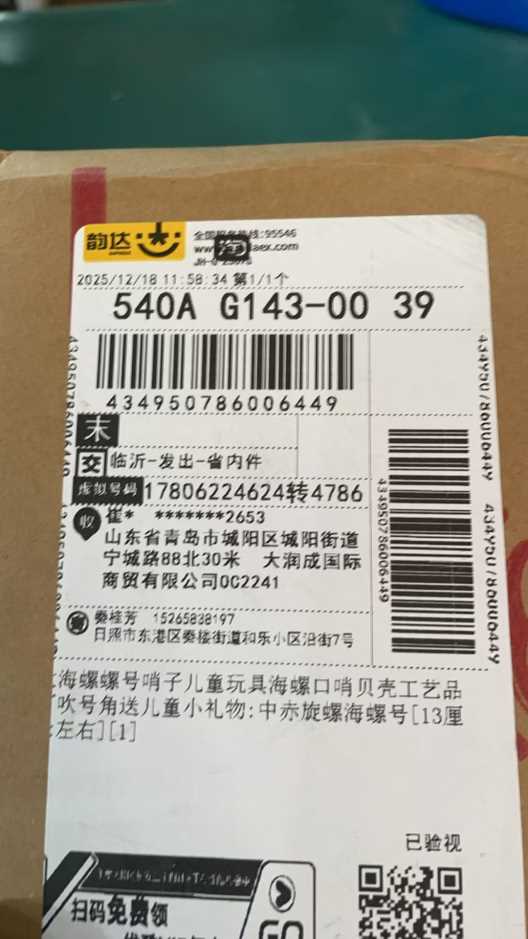 韵达
全国服务热线:95546
淘
2025/12/18 11:58:34 第1/1个
540A G143-00 39
434950786006449
末
交 临沂-发出-省内件
虚拟号码 17806224624转4786
收 崔* *******2653
山东省青岛市城阳区城阳街道
宁城路88北30米 大润成国际
商贸有限公司0C2241
秦桂芳 15265838197
日照市东港区秦楼街道和乐小区沿街7号
434950786006449
海螺螺号哨子儿童玩具海螺口哨贝壳工艺品
吹号角送儿童小礼物:中赤旋螺海螺号[13厘
左右][1]
已验视
扫码免费领
GO